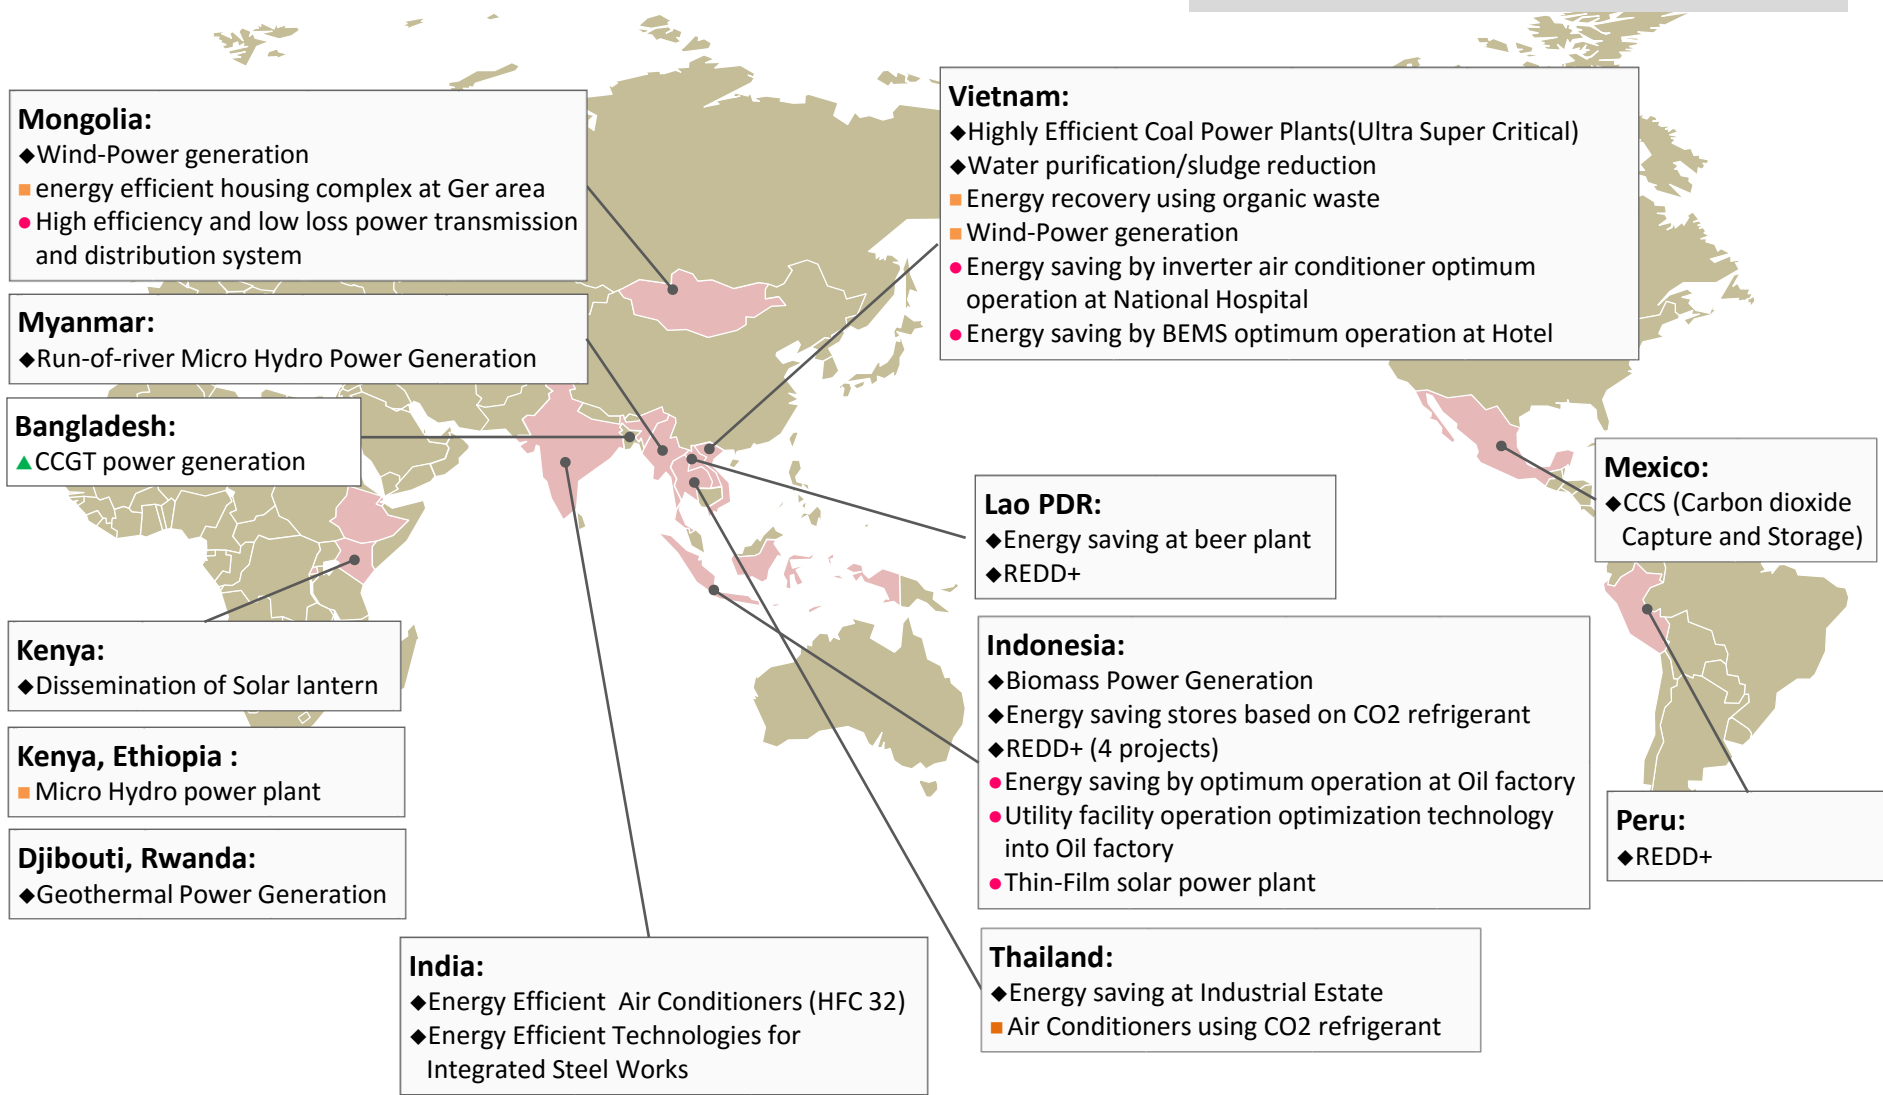 Mongolia:
◆Wind-Power generation
■ energy efficient housing complex at Ger area
● High efficiency and low loss power transmission
and distribution system
Myanmar:
◆Run-of-river Micro Hydro Power Generation
Bangladesh:
▲CCGT power generation
Kenya:
◆Dissemination of Solar lantern
Kenya, Ethiopia :
■ Micro Hydro power plant
Djibouti, Rwanda:
◆Geothermal Power Generation
India:
◆Energy Efficient  Air Conditioners (HFC 32)
◆Energy Efficient Technologies for
Integrated Steel Works
Vietnam:
◆Highly Efficient Coal Power Plants(Ultra Super Critical)
◆Water purification/sludge reduction
■ Energy recovery using organic waste
■ Wind-Power generation
● Energy saving by inverter air conditioner optimum
operation at National Hospital
● Energy saving by BEMS optimum operation at Hotel
Lao PDR:
◆Energy saving at beer plant
◆REDD+
Indonesia:
◆Biomass Power Generation
◆Energy saving stores based on CO2 refrigerant
◆REDD+ (4 projects)
● Energy saving by optimum operation at Oil factory
● Utility facility operation optimization technology
into Oil factory
● Thin-Film solar power plant
Thailand:
◆Energy saving at Industrial Estate
■ Air Conditioners using CO2 refrigerant
Mexico:
◆CCS (Carbon dioxide
Capture and Storage)
Peru:
◆REDD+